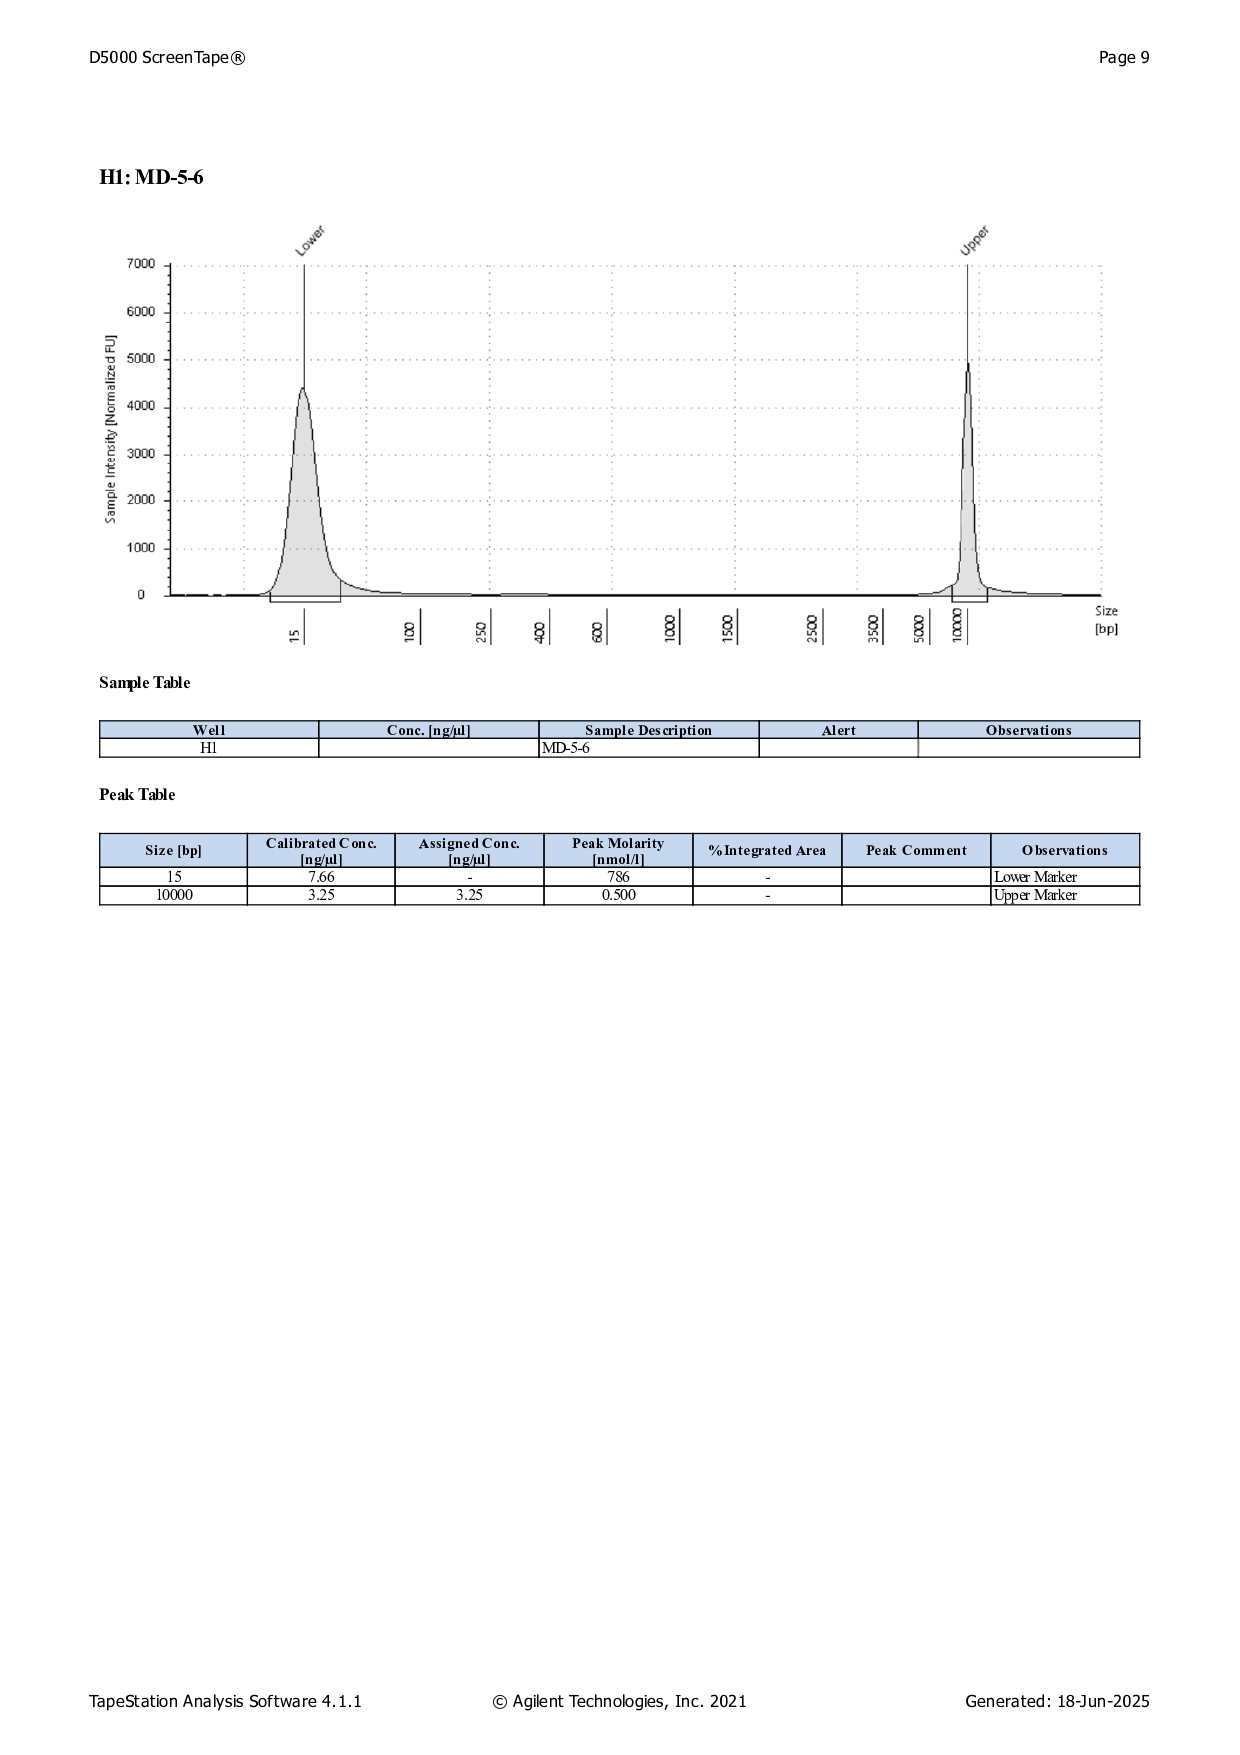 D5000 ScreenTape® Page 9
H1: MD-5-6
Lower Upper
7000
6000
5000
4000
3000
2000
1000
0
Sample Intensity [Normalized FU]
15 100 250 400 600 1000 1500 2500 3500 5000 10000
Size
[bp]
Sample Table
Well Conc. [ng/µl] Sample Description Alert Observations
H1 MD-5-6
Peak Table
Size [bp] Calibrated Conc. [ng/µl] Assigned Conc. [ng/µl] Peak Molarity [nmol/l] % Integrated Area Peak Comment Observations
15 7.66 - 786 - Lower Marker
10000 3.25 3.25 0.500 - Upper Marker
TapeStation Analysis Software 4.1.1 © Agilent Technologies, Inc. 2021 Generated: 18-Jun-2025